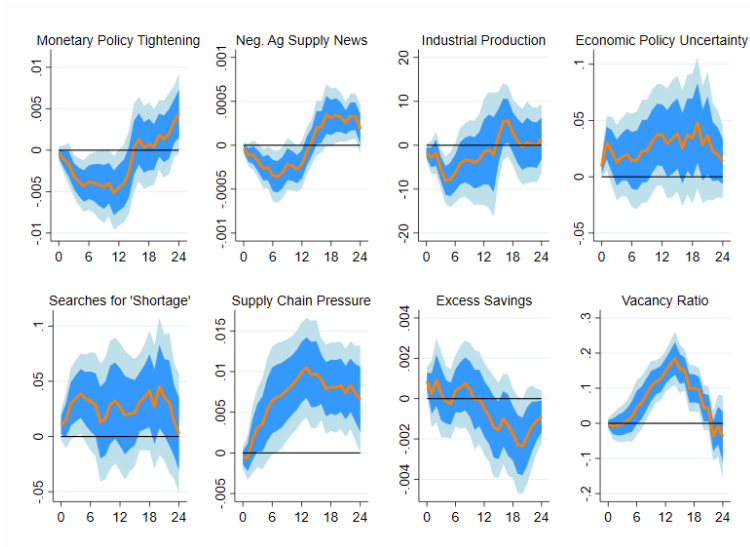 Monetary Policy Tightening
.01
.005
0
-.005
-.01
0 6 12 18 24
Neg. Ag Supply News
.001
.0005
0
-.0005
-.001
0 6 12 18 24
Industrial Production
20
10
0
-10
-20
0 6 12 18 24
Economic Policy Uncertainty
.1
.05
0
-.05
0 6 12 18 24
Searches for 'Shortage'
.1
.05
0
-.05
0 6 12 18 24
Supply Chain Pressure
.015
.01
.005
0
-.005
0 6 12 18 24
Excess Savings
.004
.002
0
-.002
-.004
0 6 12 18 24
Vacancy Ratio
.3
.2
.1
0
-.1
-.2
0 6 12 18 24